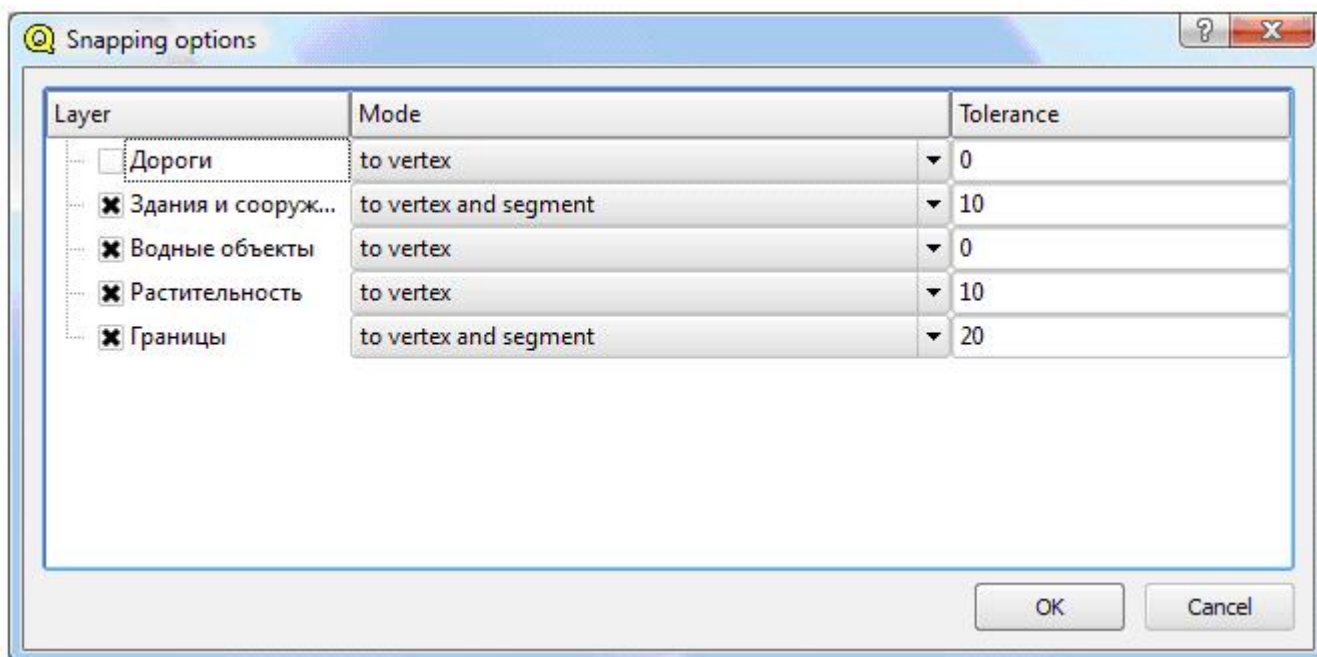 Snapping options
Layer Mode Tolerance
Дороги to vertex 0
Здания и сооруж... to vertex and segment 10
Водные объекты to vertex 0
Растительность to vertex 10
Границы to vertex and segment 20
OK Cancel